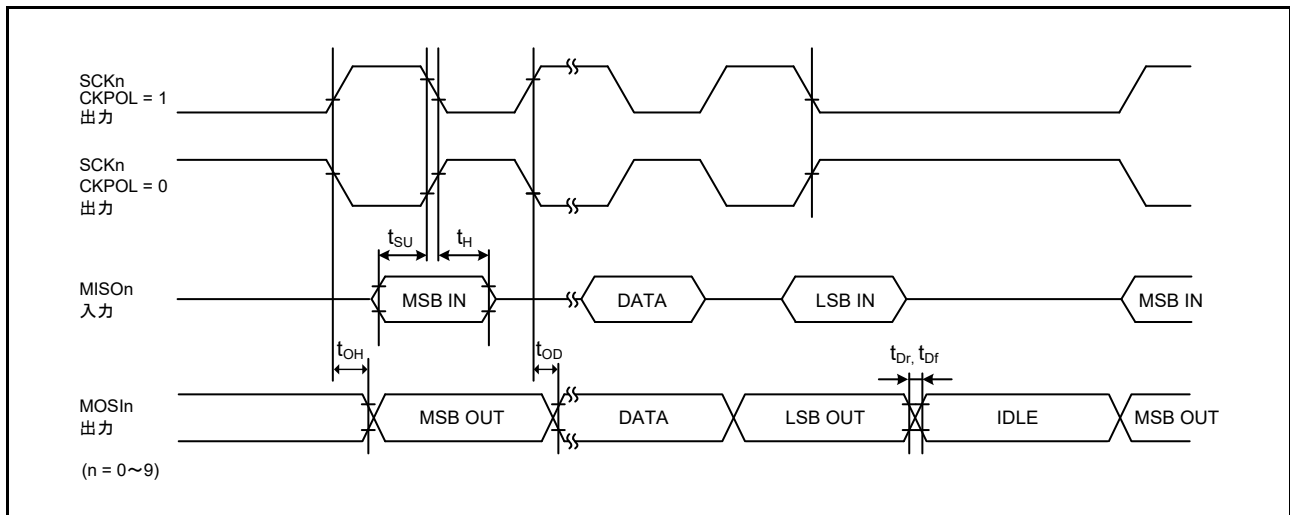 SCKn
CKPOL = 1
出力
SCKn
CKPOL = 0
出力
tSU
tH
MISOn
入力
MSB IN
DATA
LSB IN
MSB IN
tOH
tOD
tDr, tDf
MOSIn
出力
MSB OUT
DATA
LSB OUT
IDLE
MSB OUT
(n = 0～9)